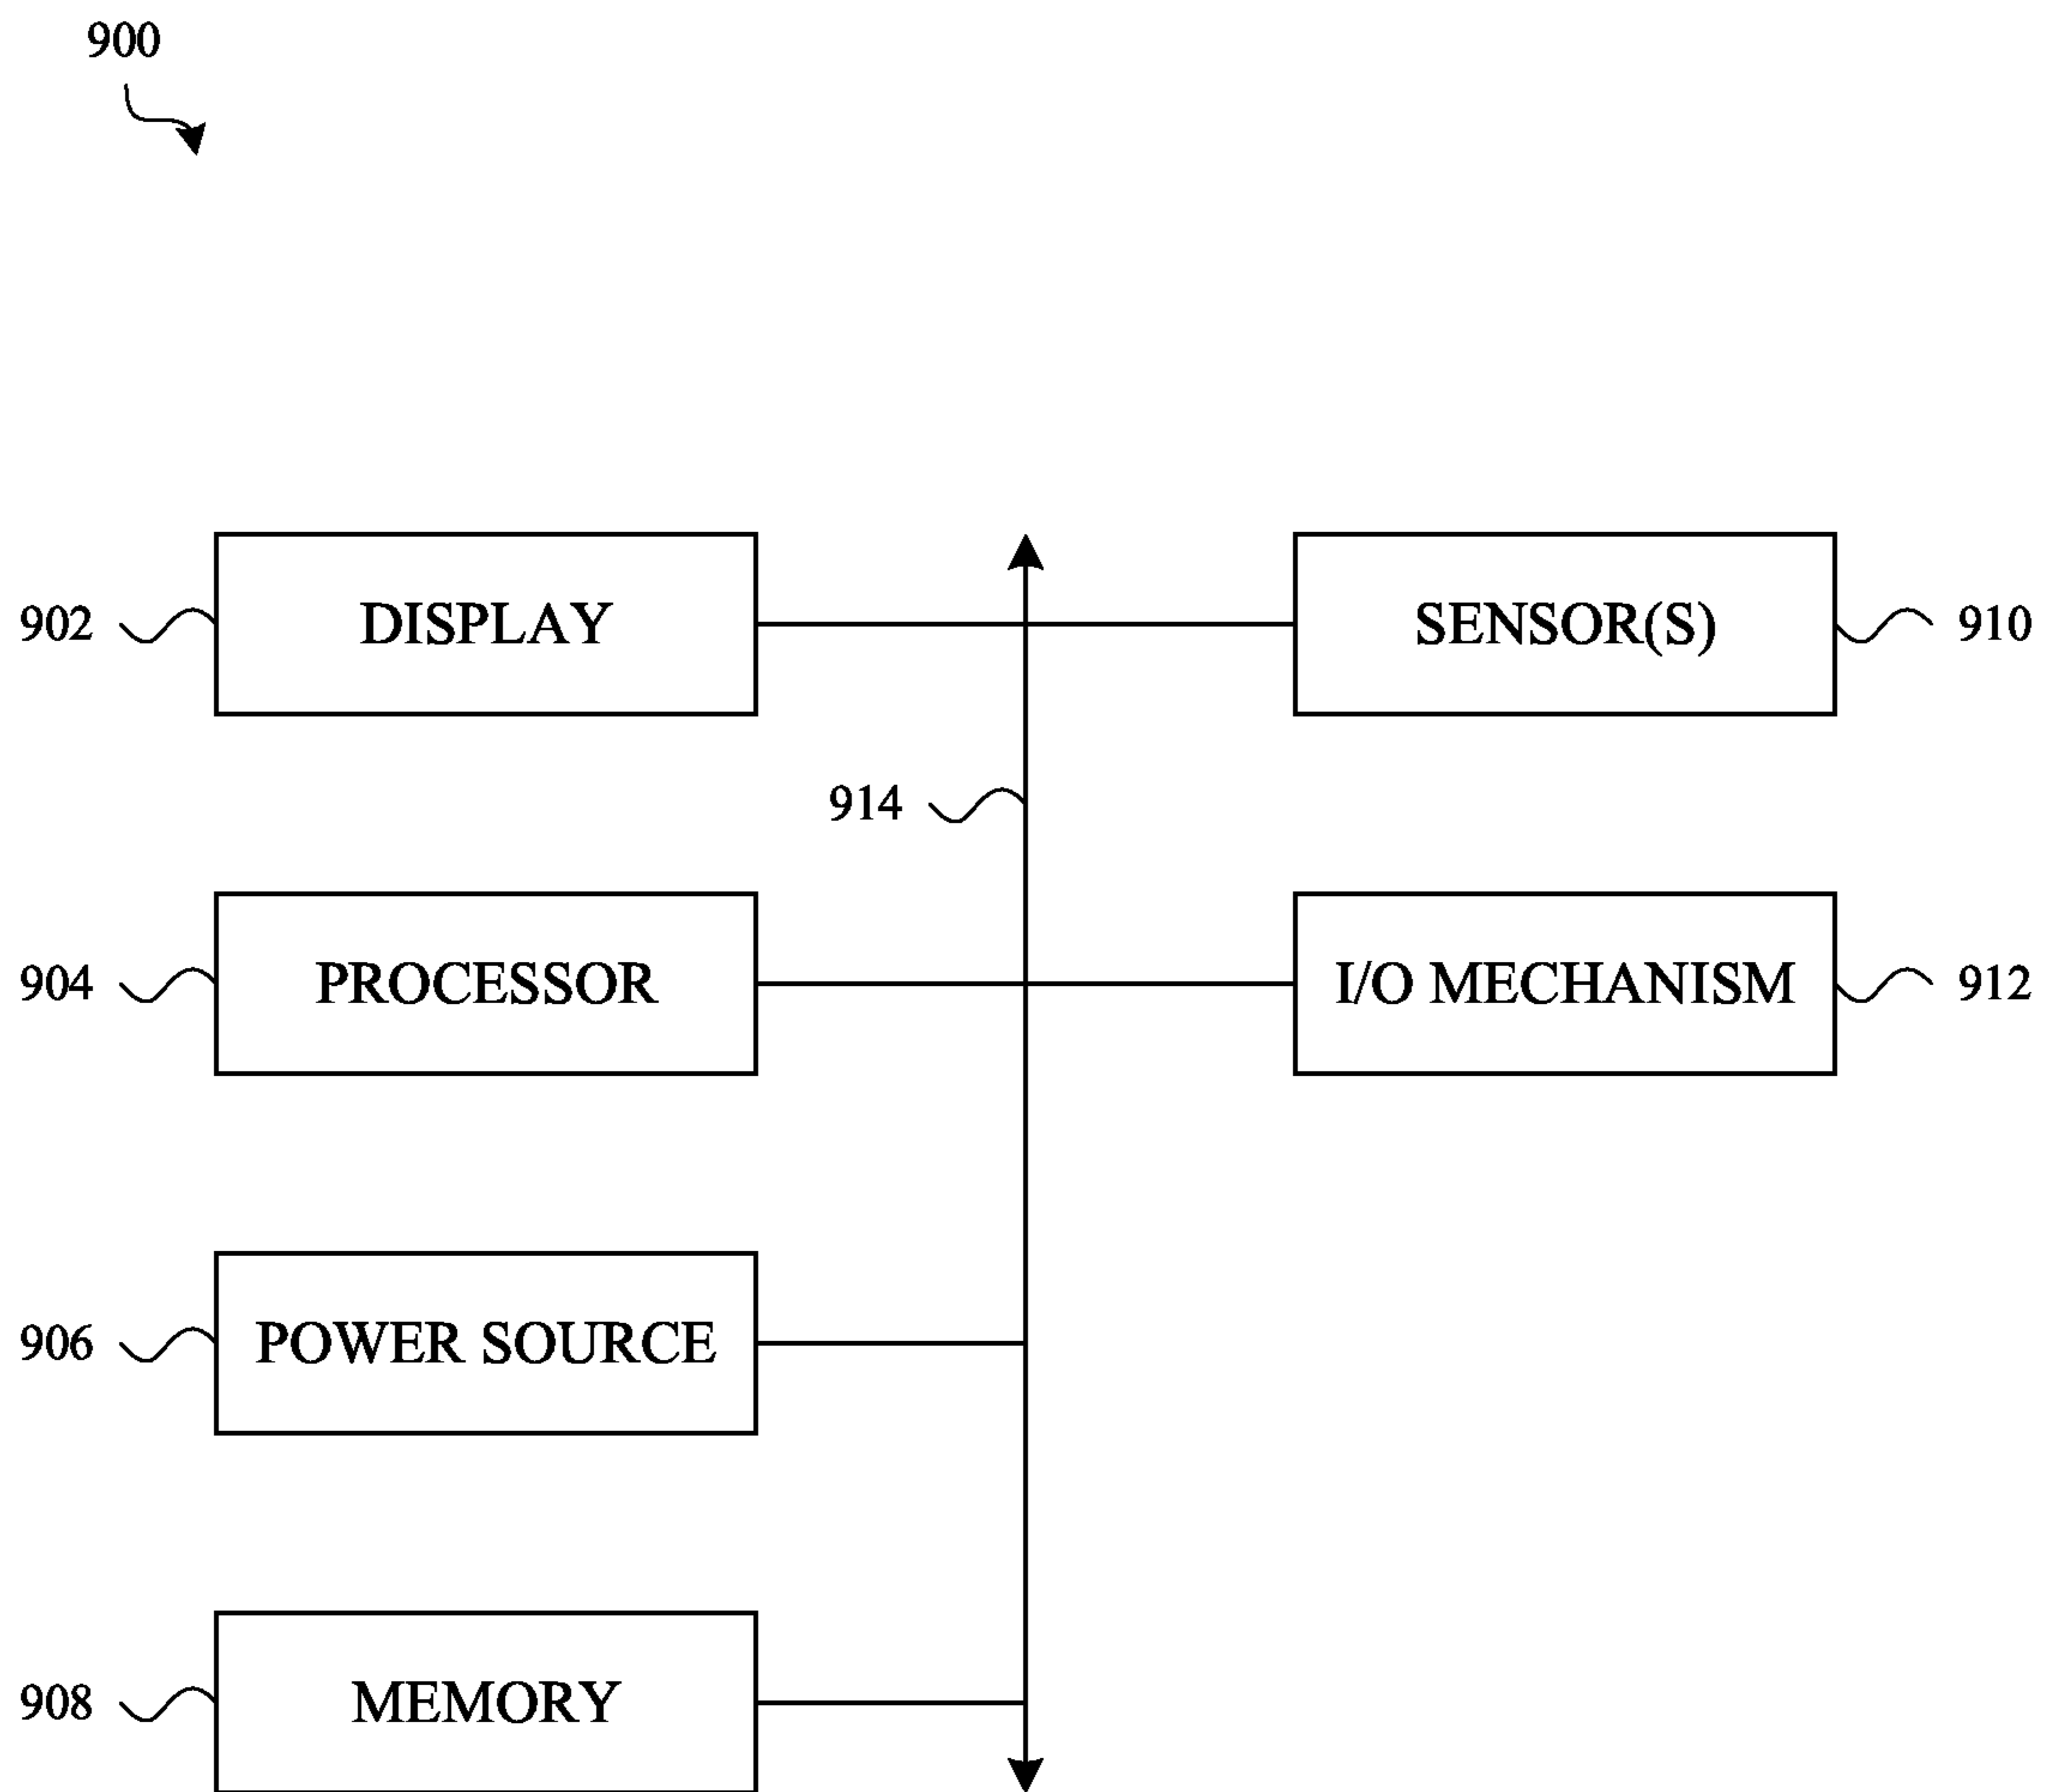 900
902 DISPLAY SENSOR(S) 910
914
904 PROCESSOR I/O MECHANISM 912
906 POWER SOURCE
908 MEMORY